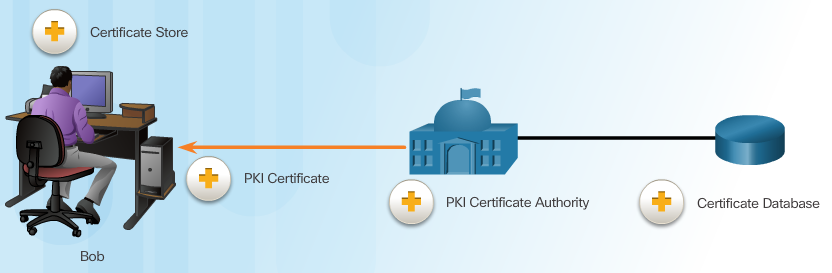 Certificate Store
PKI Certificate
PKI Certificate Authority
Certificate Database
Bob